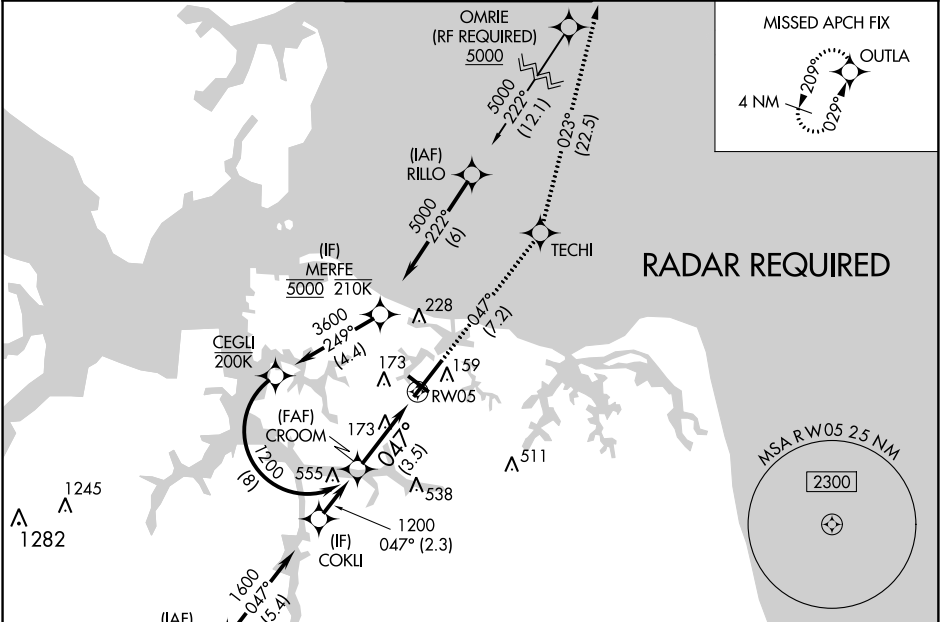 OMRIE
(RF REQUIRED)
5000
MISSED APCH FIX
OUTLA
209°
029°
4 NM
5000
222°
(12.1)
023°
(22.5)
(IAF)
RILLO
5000
222°
(6)
TECHI
RADAR REQUIRED
(IF)
MERFE
5000 210K
228
047°
(7.2)
3600
249°
(4.4)
CEGLI
200K
173
159
RW05
(FAF)
CROOM
173
047°
(3.5)
1200
(8)
555
538
511
MSA RW05 25 NM
2300
1245
1282
1200
047° (2.3)
(IF)
COKLI
1600
047°
(5.4)
(IAF)